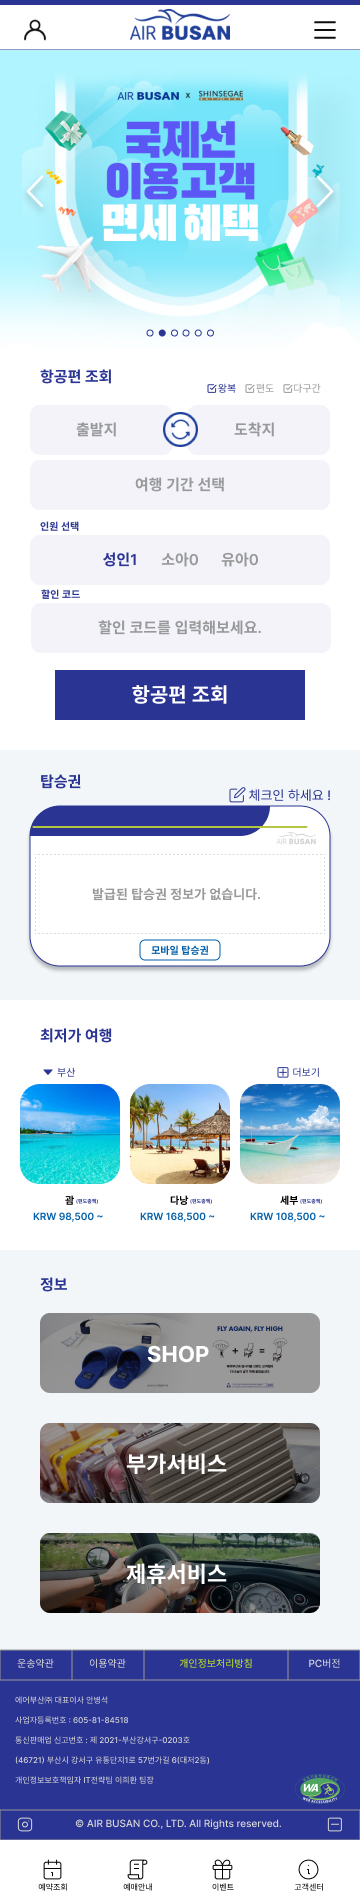 AIR BUSAN
AIR BUSAN x SHINSEGAE
국제선
이용고객
면세 혜택
항공편 조회
왕복 편도 다구간
출발지 도착지
여행 기간 선택
인원 선택
성인1 소아0 유아0
할인 코드
할인 코드를 입력해보세요.
항공편 조회
탑승권
체크인 하세요 !
AIR BUSAN
발급된 탑승권 정보가 없습니다.
모바일 탑승권
최저가 여행
부산 더보기
괌 (편도총액) 다낭 (편도총액) 세부 (편도총액)
KRW 98,500 ~ KRW 168,500 ~ KRW 108,500 ~
정보
FLY AGAIN, FLY HIGH
SHOP
부가서비스
제휴서비스
운송약관 이용약관 개인정보처리방침 PC버전
에어부산㈜ 대표이사 안병석
사업자등록번호 : 605-81-84518
통신판매업 신고번호 : 제 2021-부산강서구-0203호
(46721) 부산시 강서구 유통단지1로 57번가길 6(대저2동)
개인정보보호책임자 IT전략팀 이희환 팀장
WA
WEB ACCESSIBILITY
© AIR BUSAN CO., LTD. All Rights reserved.
예약조회 예매안내 이벤트 고객센터